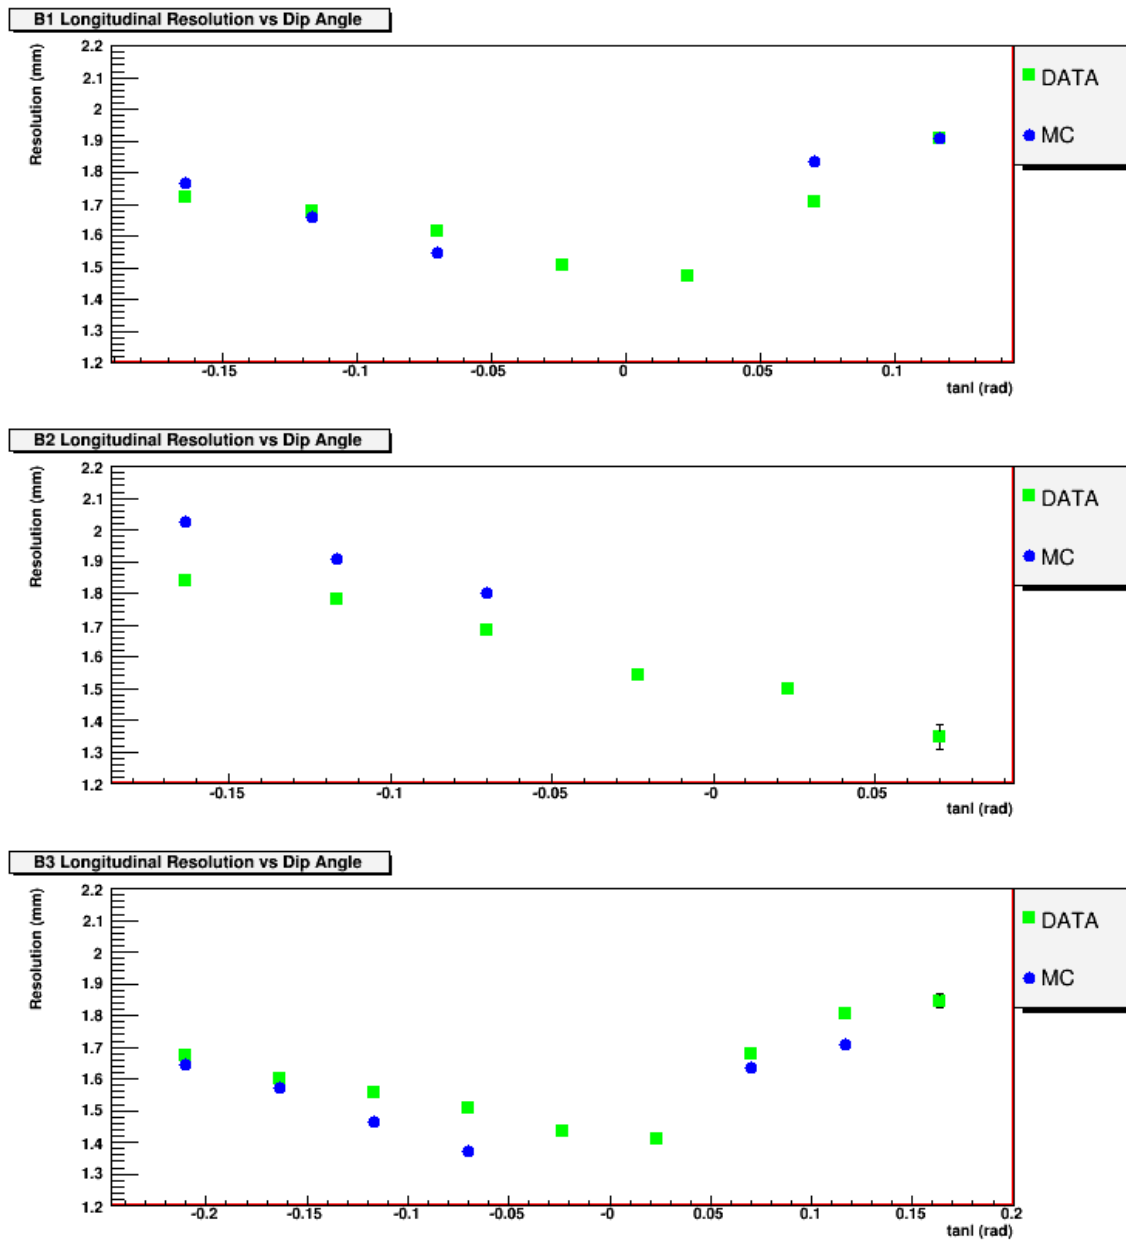 B1 Longitudinal Resolution vs Dip Angle
Resolution (mm)
2.2
2.1
2
1.9
1.8
1.7
1.6
1.5
1.4
1.3
1.2
-0.15 -0.1 -0.05 0 0.05 0.1
tanl (rad)
DATA
MC
B2 Longitudinal Resolution vs Dip Angle
Resolution (mm)
2.2
2.1
2
1.9
1.8
1.7
1.6
1.5
1.4
1.3
1.2
-0.15 -0.1 -0.05 -0 0.05
tanl (rad)
DATA
MC
B3 Longitudinal Resolution vs Dip Angle
Resolution (mm)
2.2
2.1
2
1.9
1.8
1.7
1.6
1.5
1.4
1.3
1.2
-0.2 -0.15 -0.1 -0.05 -0 0.05 0.1 0.15 0.2
tanl (rad)
DATA
MC